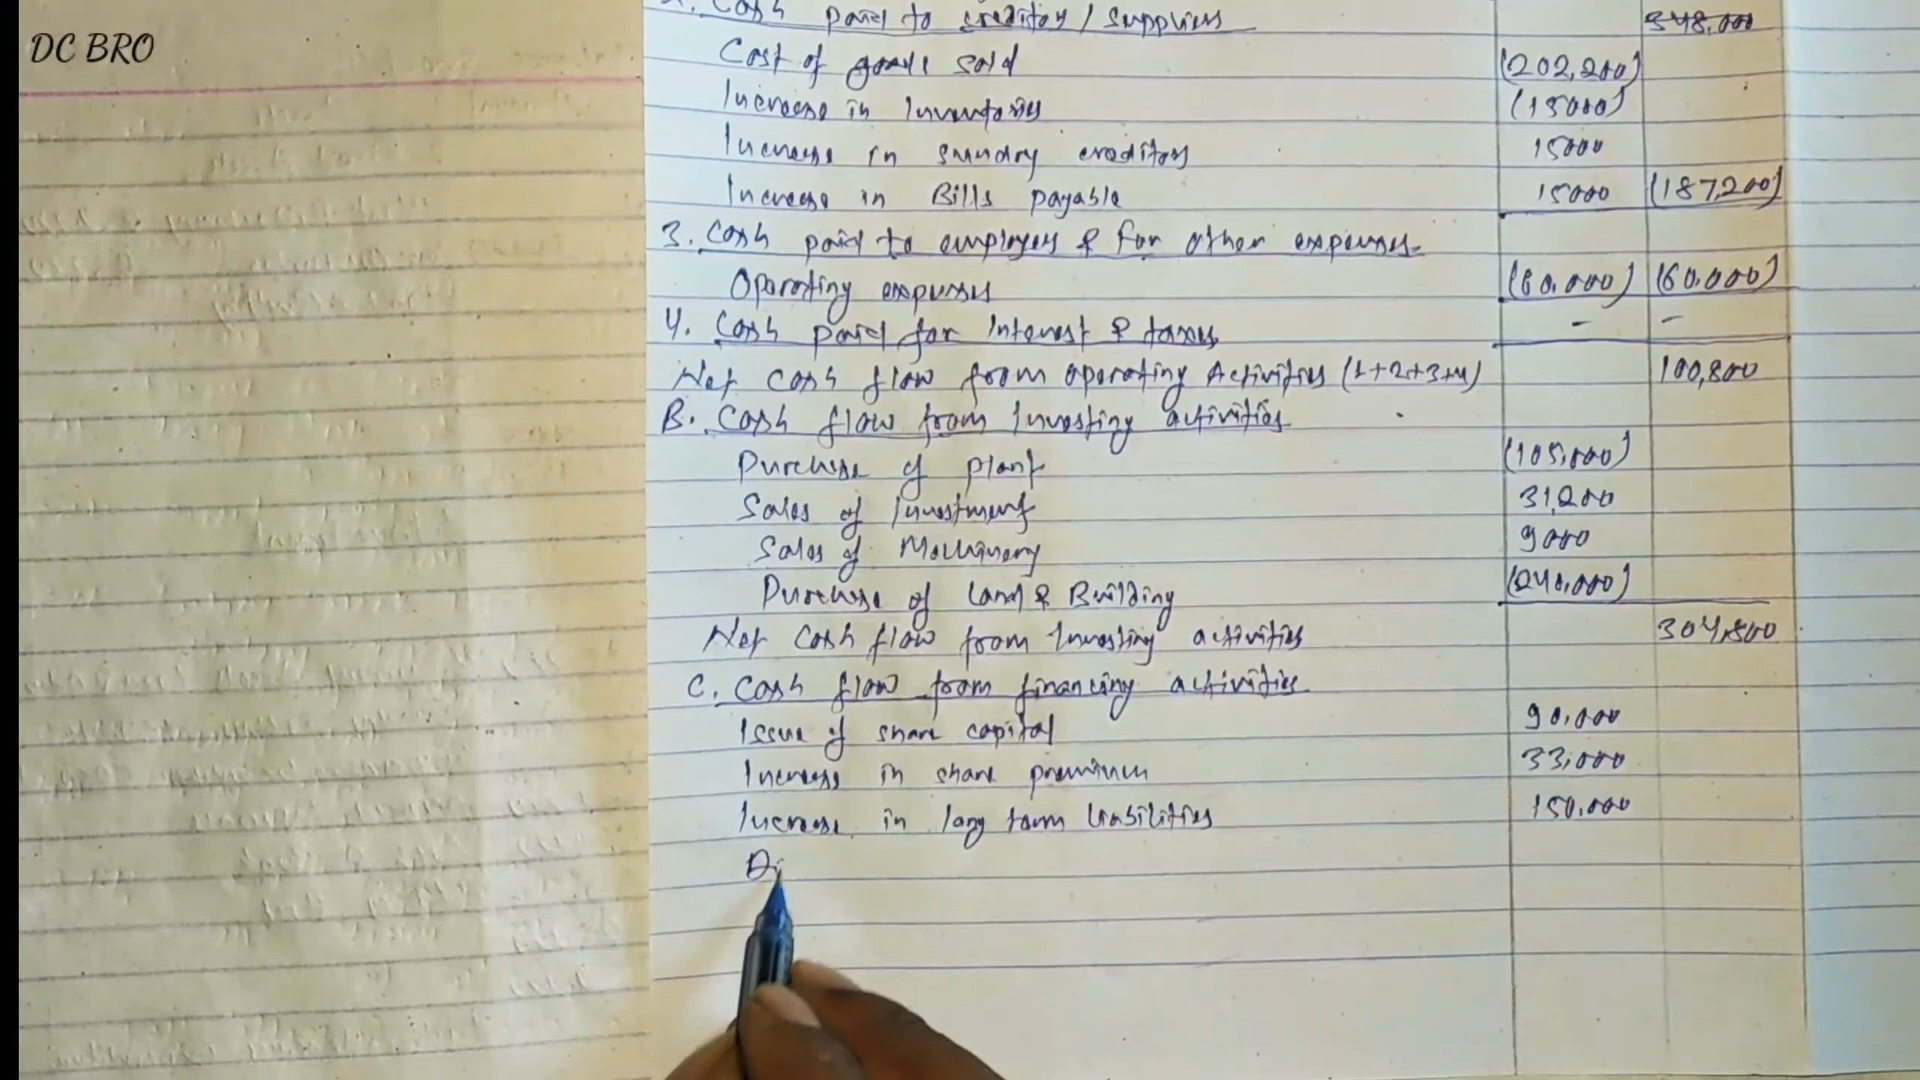 DC BRO
Cash paid to creditors / suppliers 348,000
Cost of goods sold (202,200)
Increase in Inventories (15000)
Increase in sundry creditors 15000
Increase in Bills payable 15000 (187,200)
3. Cash paid to employees & for other expenses
Operating expenses (60,000) (60,000)
4. Cash paid for Interest & taxes - -
Net cash flow from operating Activities (1+2+3+4) 100,800
B. Cash flow from Investing activities
Purchase of plant (105,000)
Sales of Investment 31,200
Sales of Machinery 9000
Purchase of Land & Building (240,000)
Net cash flow from Investing activities 304,800
C. Cash flow from financing activities
Issue of share capital 90,000
Increase in share premium 33,000
Increase in long term liabilities 150,000
Di